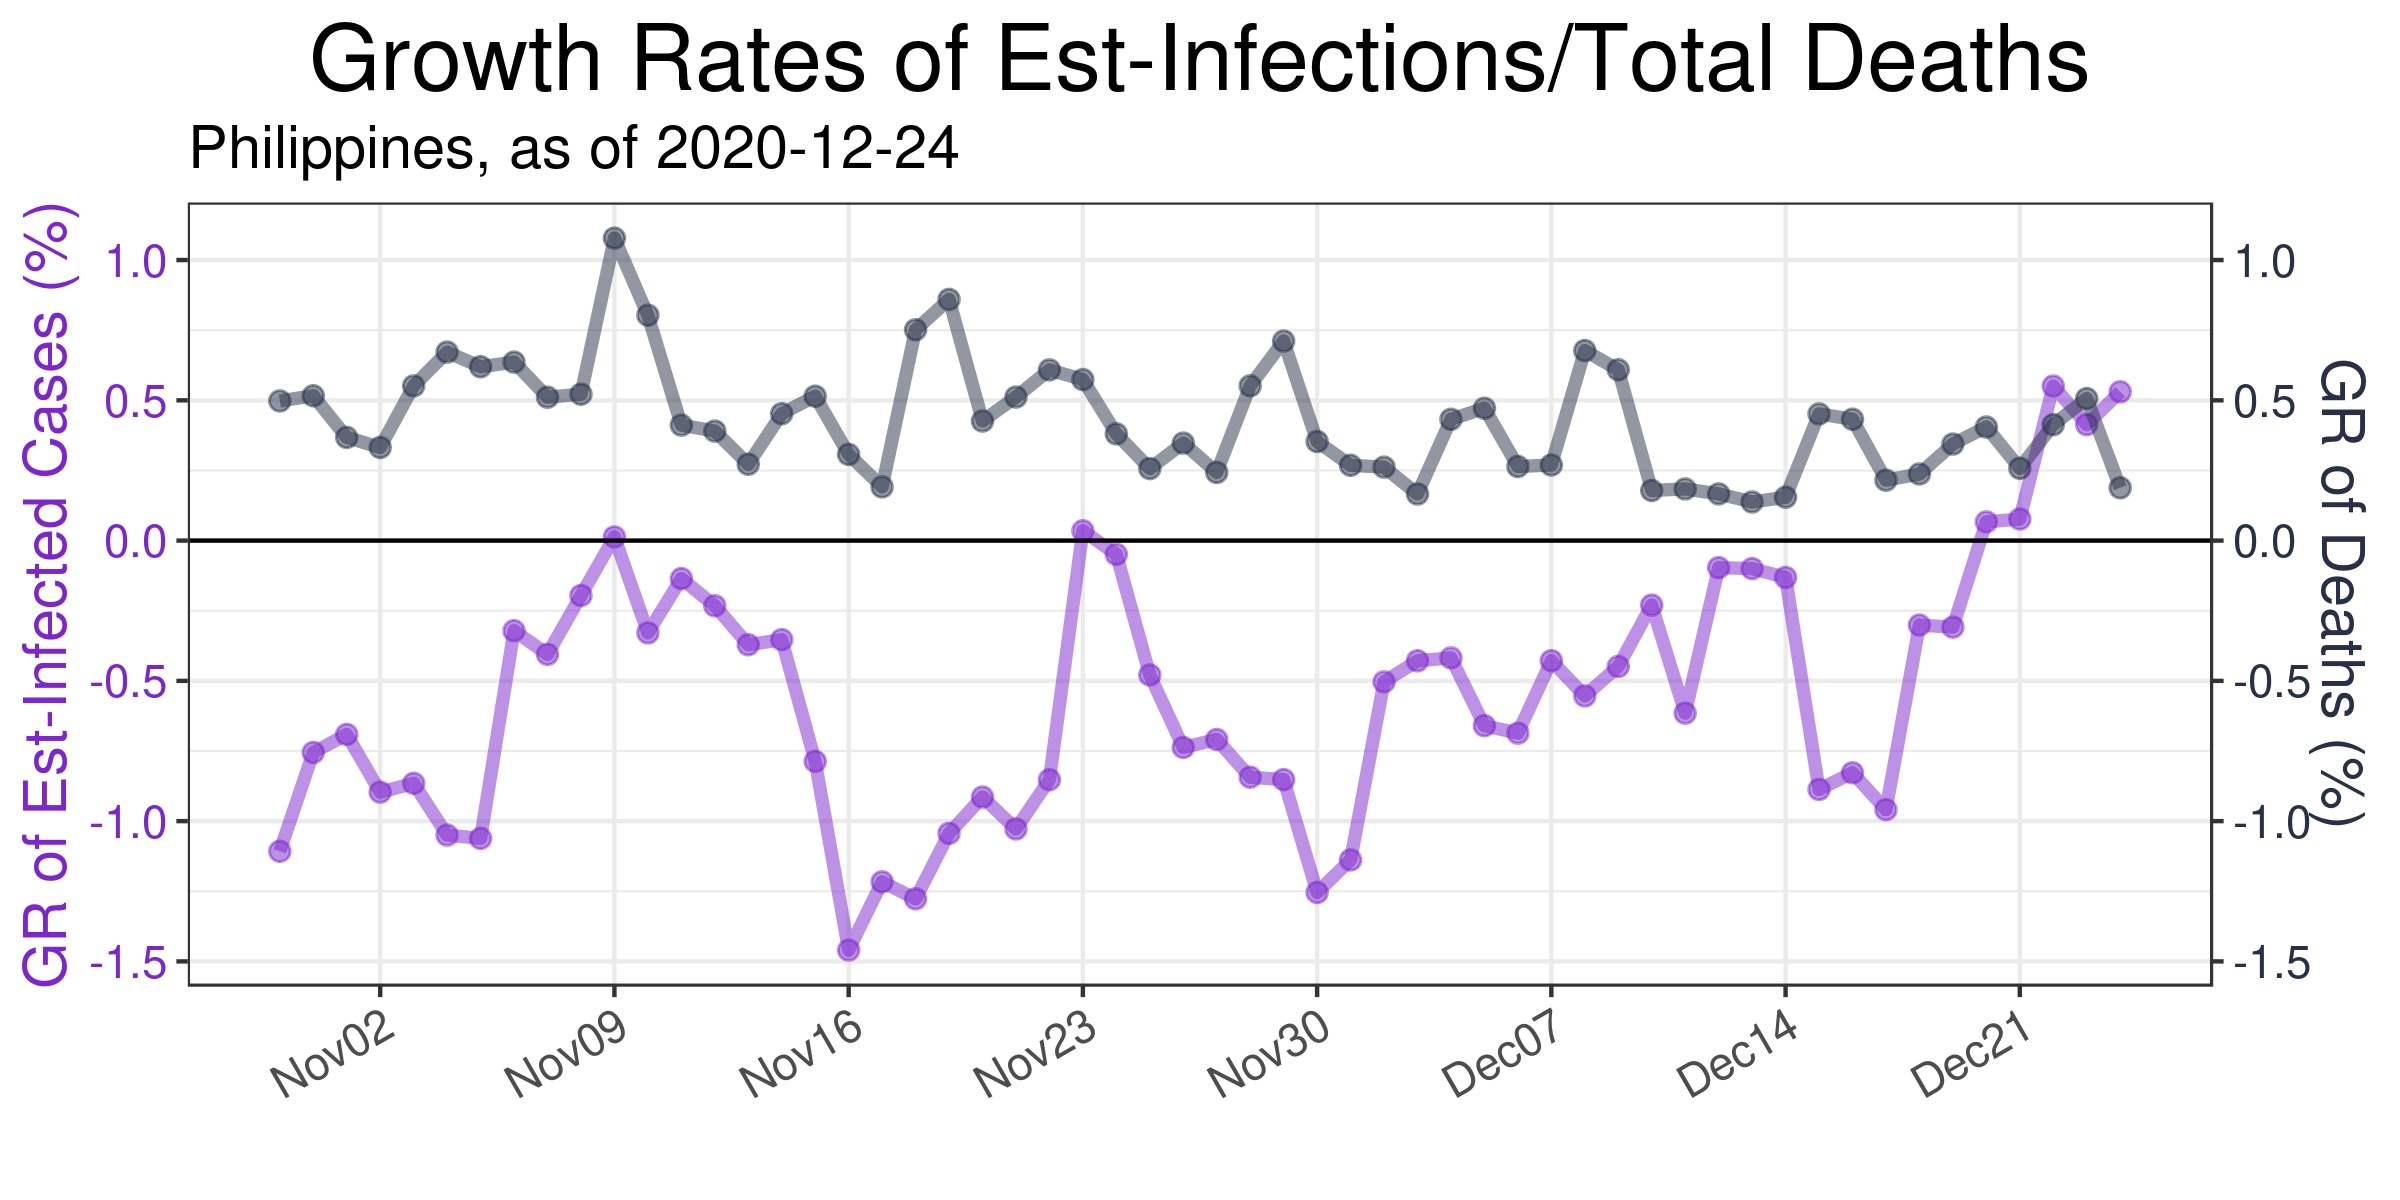 Growth Rates of Est-Infections/Total Deaths
Philippines, as of 2020-12-24
GR of Est-Infected Cases (%)
1.0
0.5
0.0
-0.5
-1.0
-1.5
1.0
0.5
0.0
-0.5
-1.0
-1.5
GR of Deaths (%)
Nov02
Nov09
Nov16
Nov23
Nov30
Dec07
Dec14
Dec21